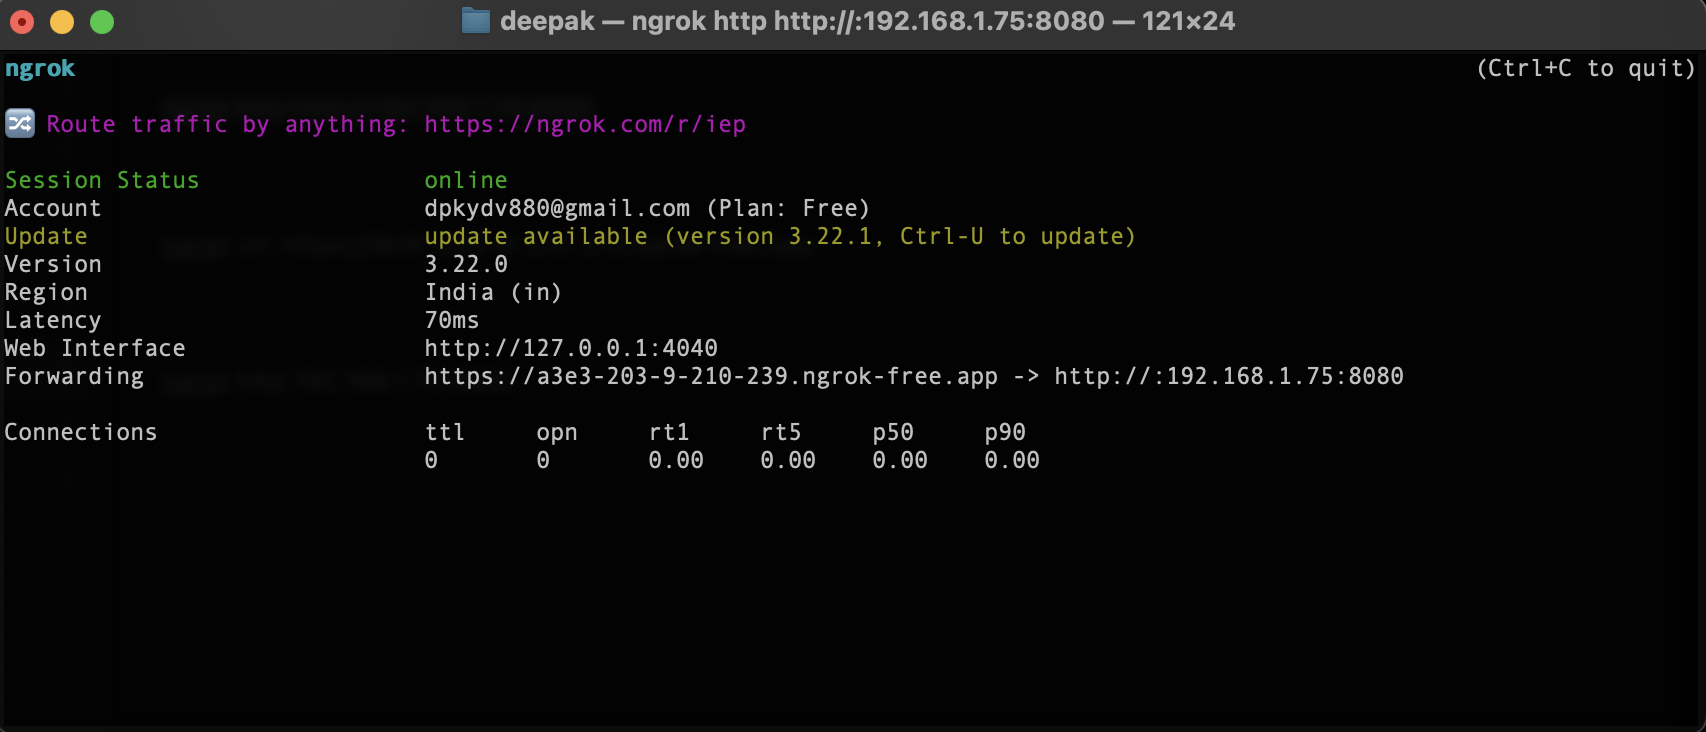 deepak — ngrok http http://:192.168.1.75:8080 — 121×24
ngrok (Ctrl+C to quit)
🔀 Route traffic by anything: https://ngrok.com/r/iep
Session Status online
Account dpkydv880@gmail.com (Plan: Free)
Update update available (version 3.22.1, Ctrl-U to update)
Version 3.22.0
Region India (in)
Latency 70ms
Web Interface http://127.0.0.1:4040
Forwarding https://a3e3-203-9-210-239.ngrok-free.app -> http://:192.168.1.75:8080
Connections ttl opn rt1 rt5 p50 p90
0 0 0.00 0.00 0.00 0.00